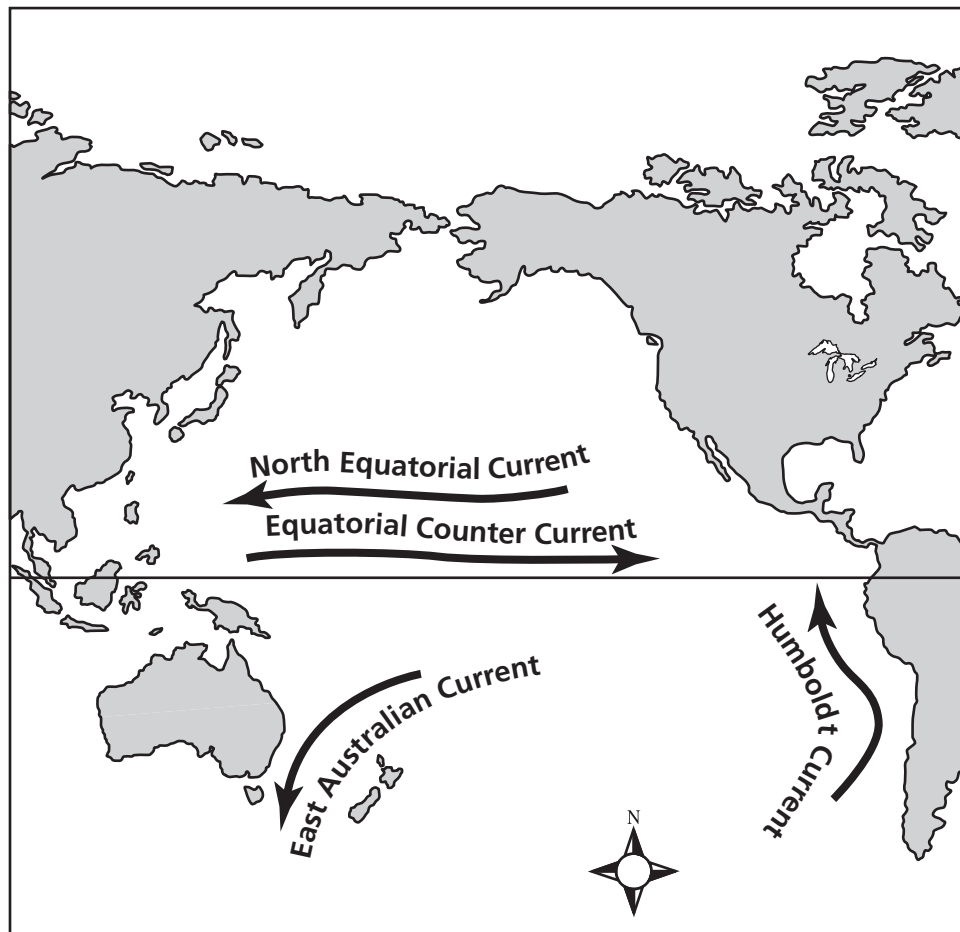 North Equatorial Current
Equatorial Counter Current
Humboldt Current
East Australian Current
N